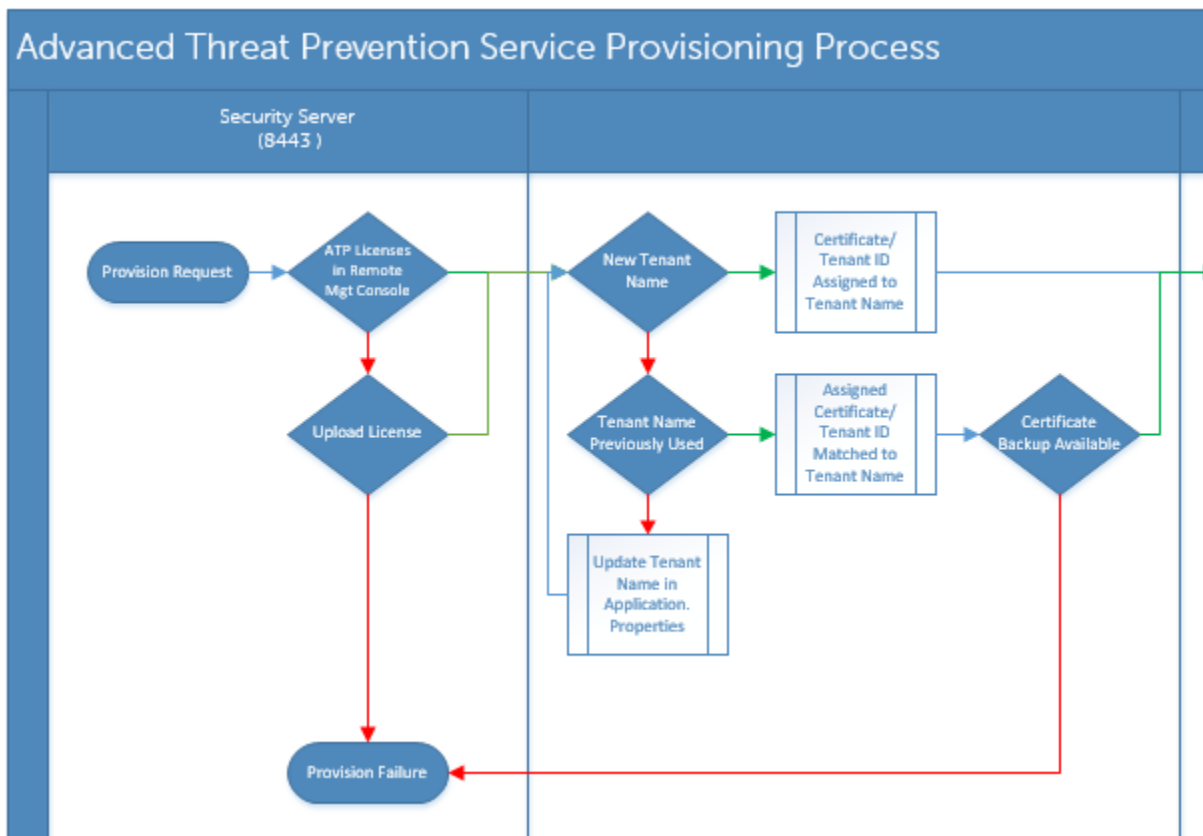 Advanced Threat Prevention Service Provisioning Process
Security Server
(8443 )
Provision Request
ATP Licenses
in Remote
Mgt Console
New Tenant
Name
Certificate/
Tenant ID
Assigned to
Tenant Name
Upload License
Tenant Name
Previously Used
Assigned
Certificate/
Tenant ID
Matched to
Tenant Name
Certificate
Backup Available
Update Tenant
Name in
Application.
Properties
Provision Failure